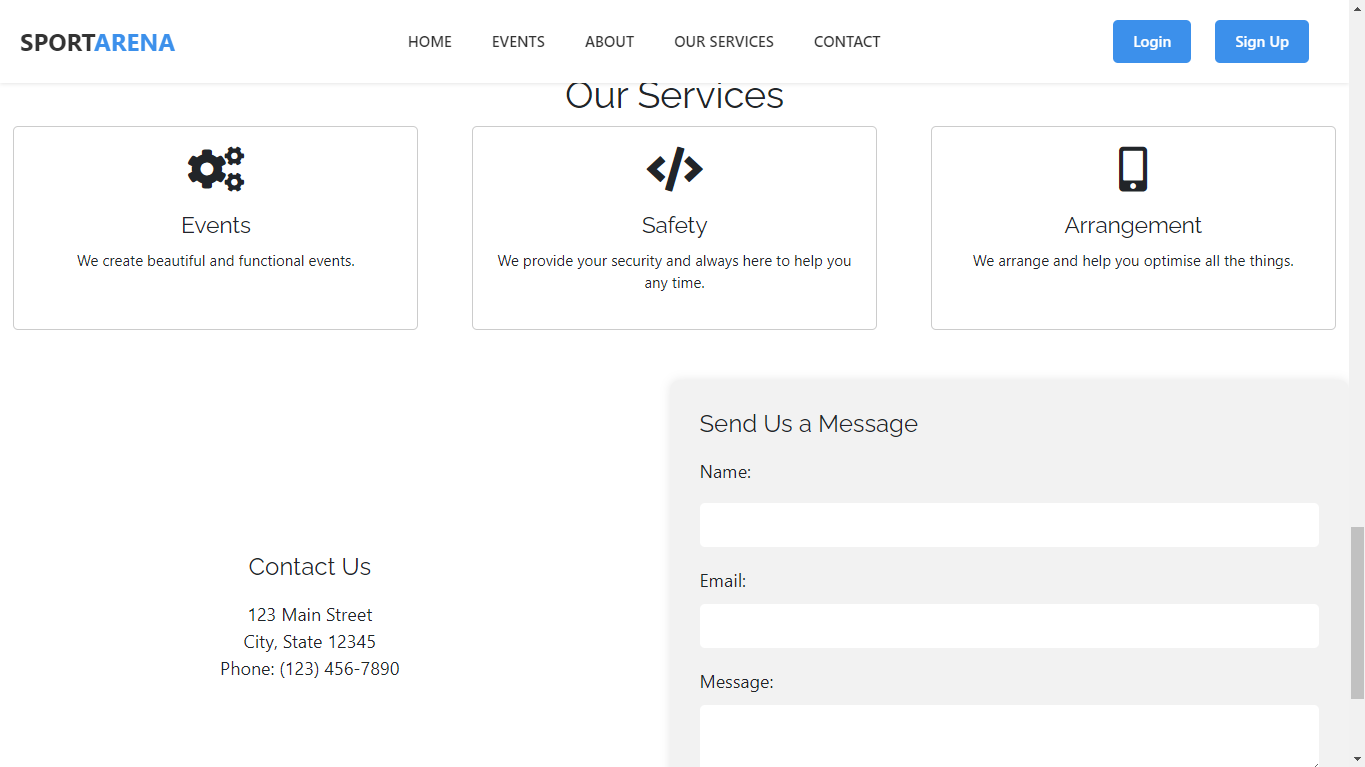 SPORTARENA
HOME
EVENTS
ABOUT
OUR SERVICES
CONTACT
Login
Sign Up
Our Services
Events
We create beautiful and functional events.
Safety
We provide your security and always here to help you
any time.
Arrangement
We arrange and help you optimise all the things.
Contact Us
123 Main Street
City, State 12345
Phone: (123) 456-7890
Send Us a Message
Name:
Email:
Message: